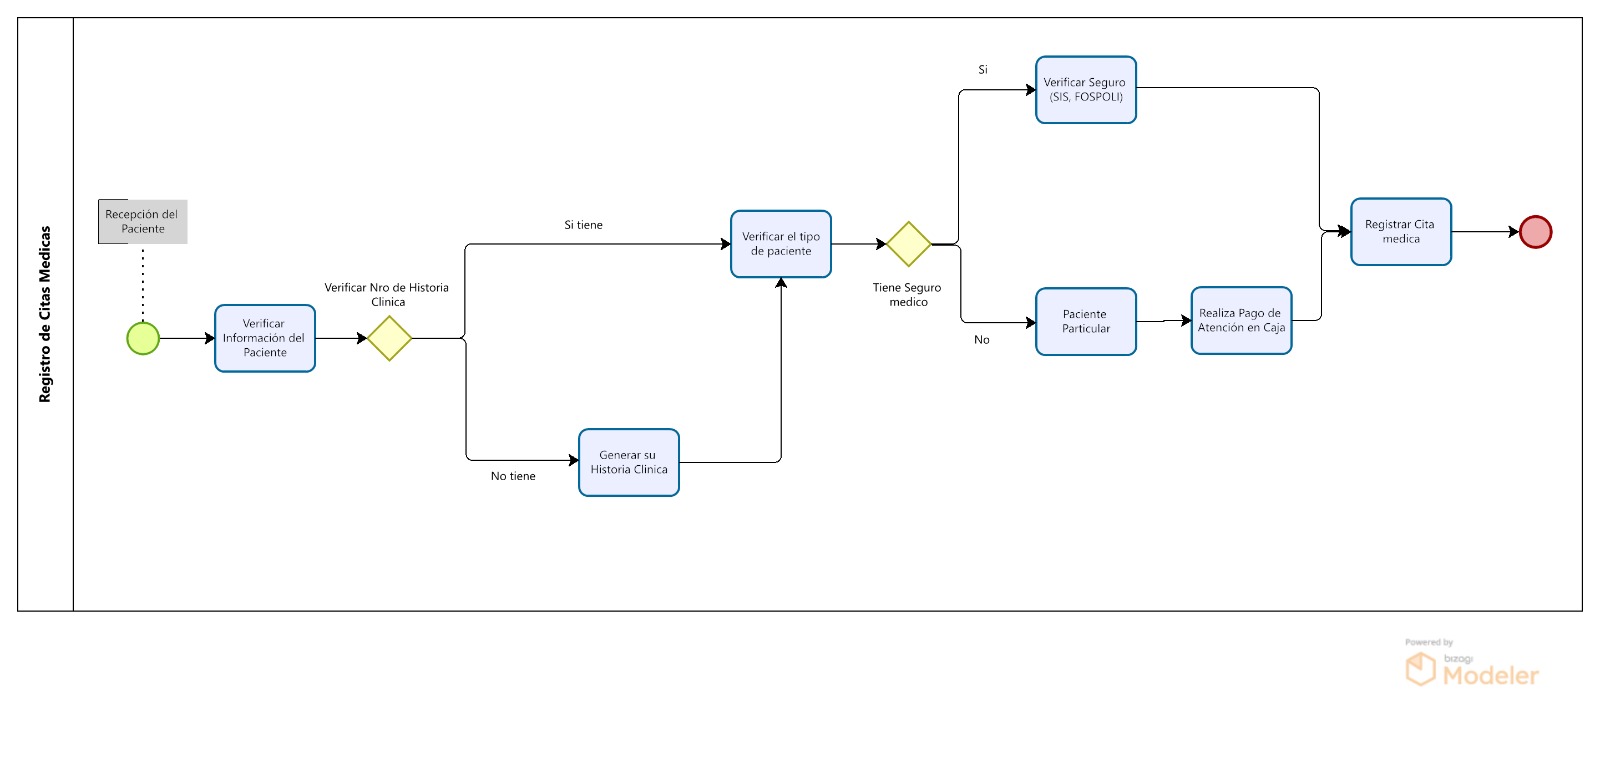 Registro de Citas Medicas
Recepción del
Paciente
Verificar
Información del
Paciente
Verificar Nro de Historia
Clinica
Si tiene
No tiene
Generar su
Historia Clinica
Verificar el tipo
de paciente
Tiene Seguro
medico
Si
Verificar Seguro
(SIS, FOSPOLI)
No
Paciente
Particular
Realiza Pago de
Atención en Caja
Registrar Cita
medica
Powered by
bizagi
Modeler